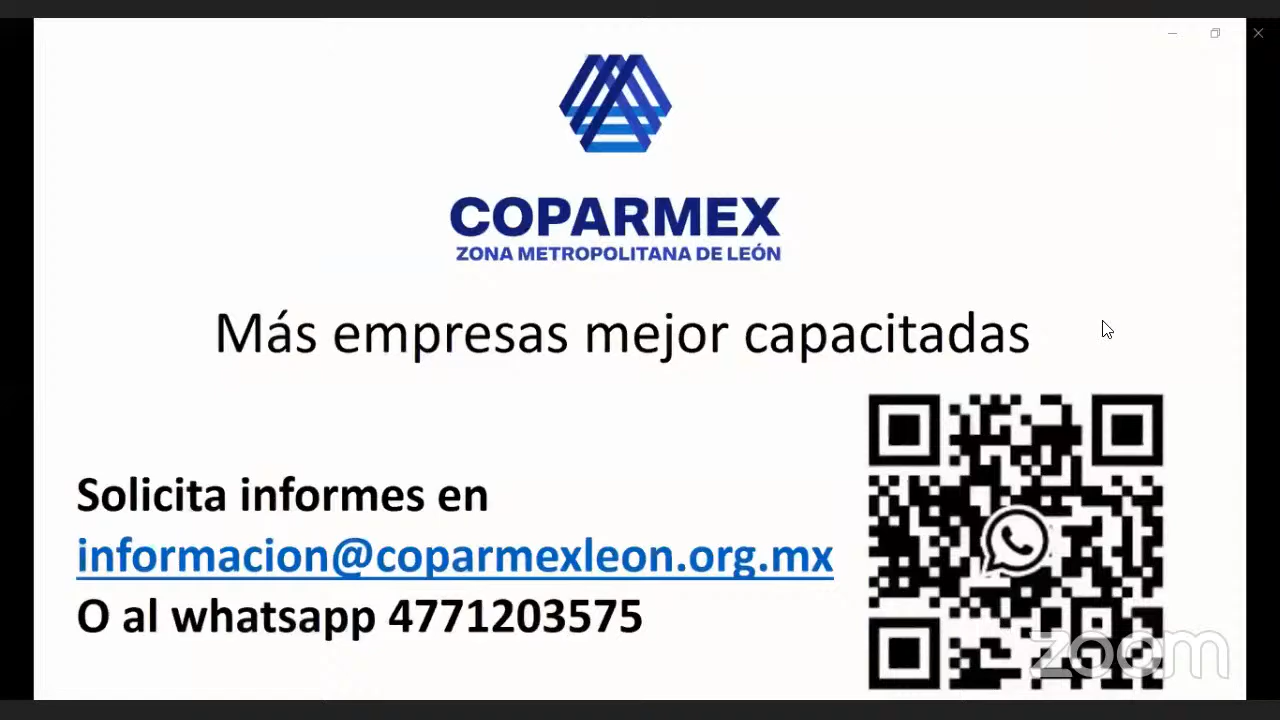 COPARMEX
ZONA METROPOLITANA DE LEÓN
Más empresas mejor capacitadas
Solicita informes en
informacion@coparmexleon.org.mx
O al whatsapp 4771203575
zoom